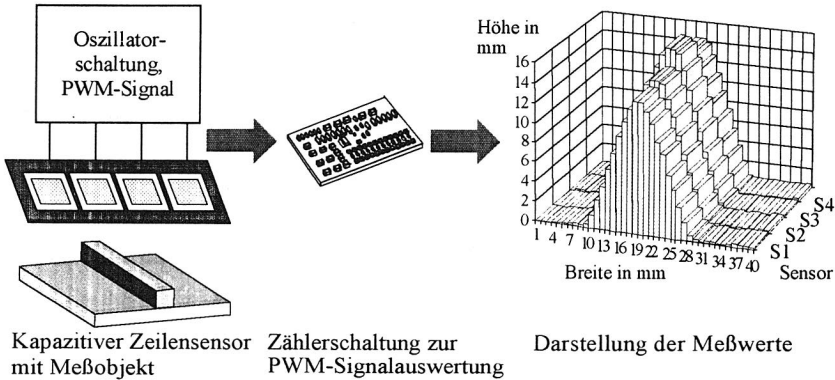 Oszillator-
schaltung,
PWM-Signal
Höhe in
mm
16
14
12
10
8
6
4
2
0
1 4 7 10 13 16 19 22 25 28 31 34 37 40
Breite in mm
S1
S2
S3
S4
Sensor
Kapazitiver Zeilensensor
mit Meßobjekt
Zählerschaltung zur
PWM-Signalauswertung
Darstellung der Meßwerte